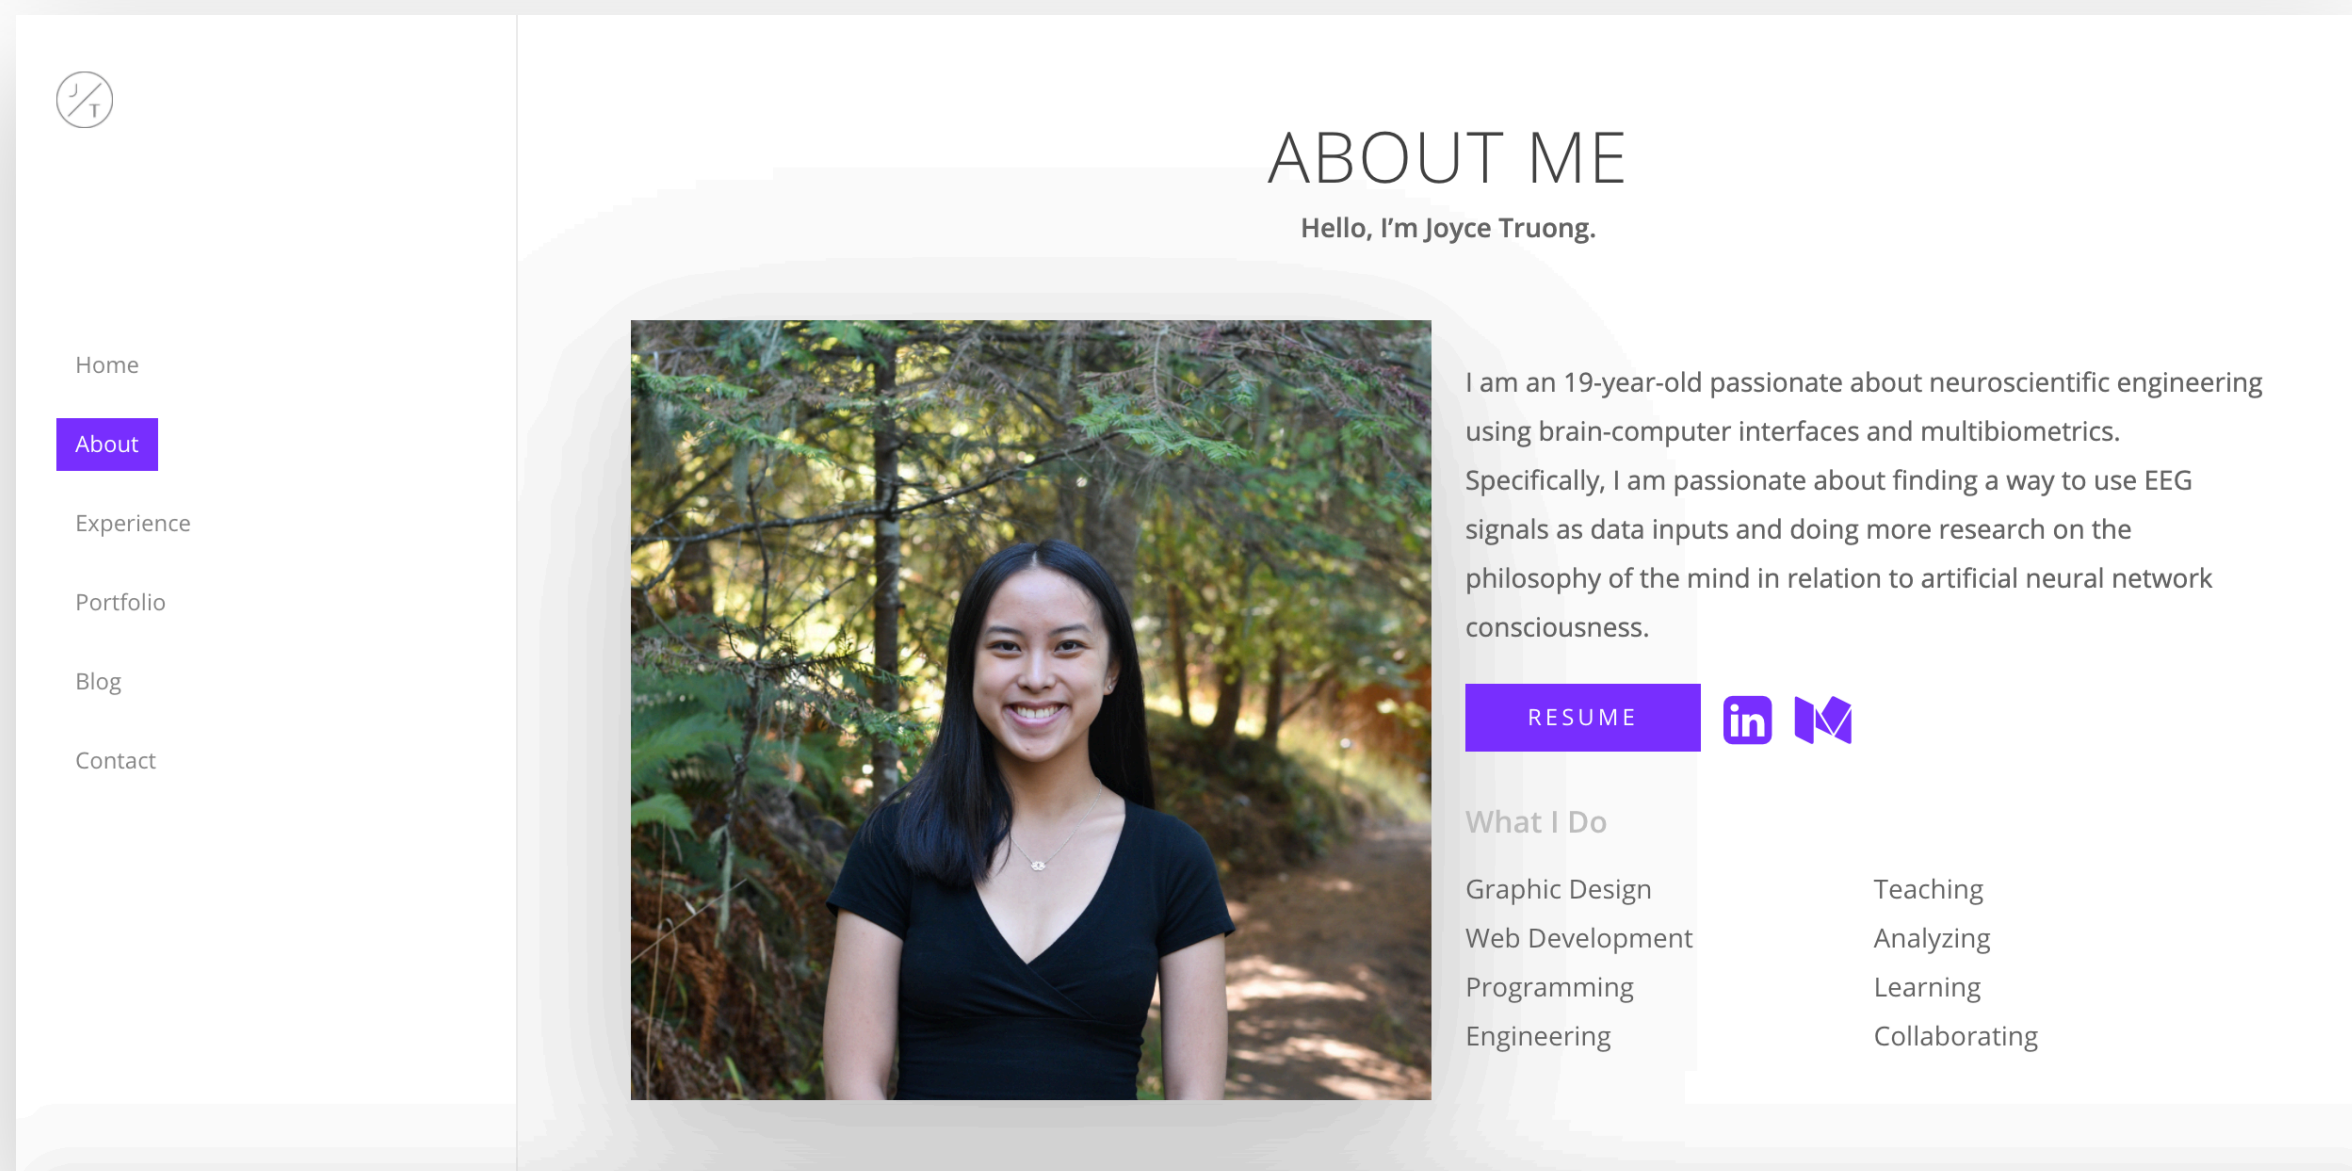 J
T
Home
About
Experience
Portfolio
Blog
Contact
ABOUT ME
Hello, I’m Joyce Truong.
I am an 19-year-old passionate about neuroscientific engineering
using brain-computer interfaces and multibiometrics.
Specifically, I am passionate about finding a way to use EEG
signals as data inputs and doing more research on the
philosophy of the mind in relation to artificial neural network
consciousness.
RESUME
in
What I Do
Graphic Design
Web Development
Programming
Engineering
Teaching
Analyzing
Learning
Collaborating